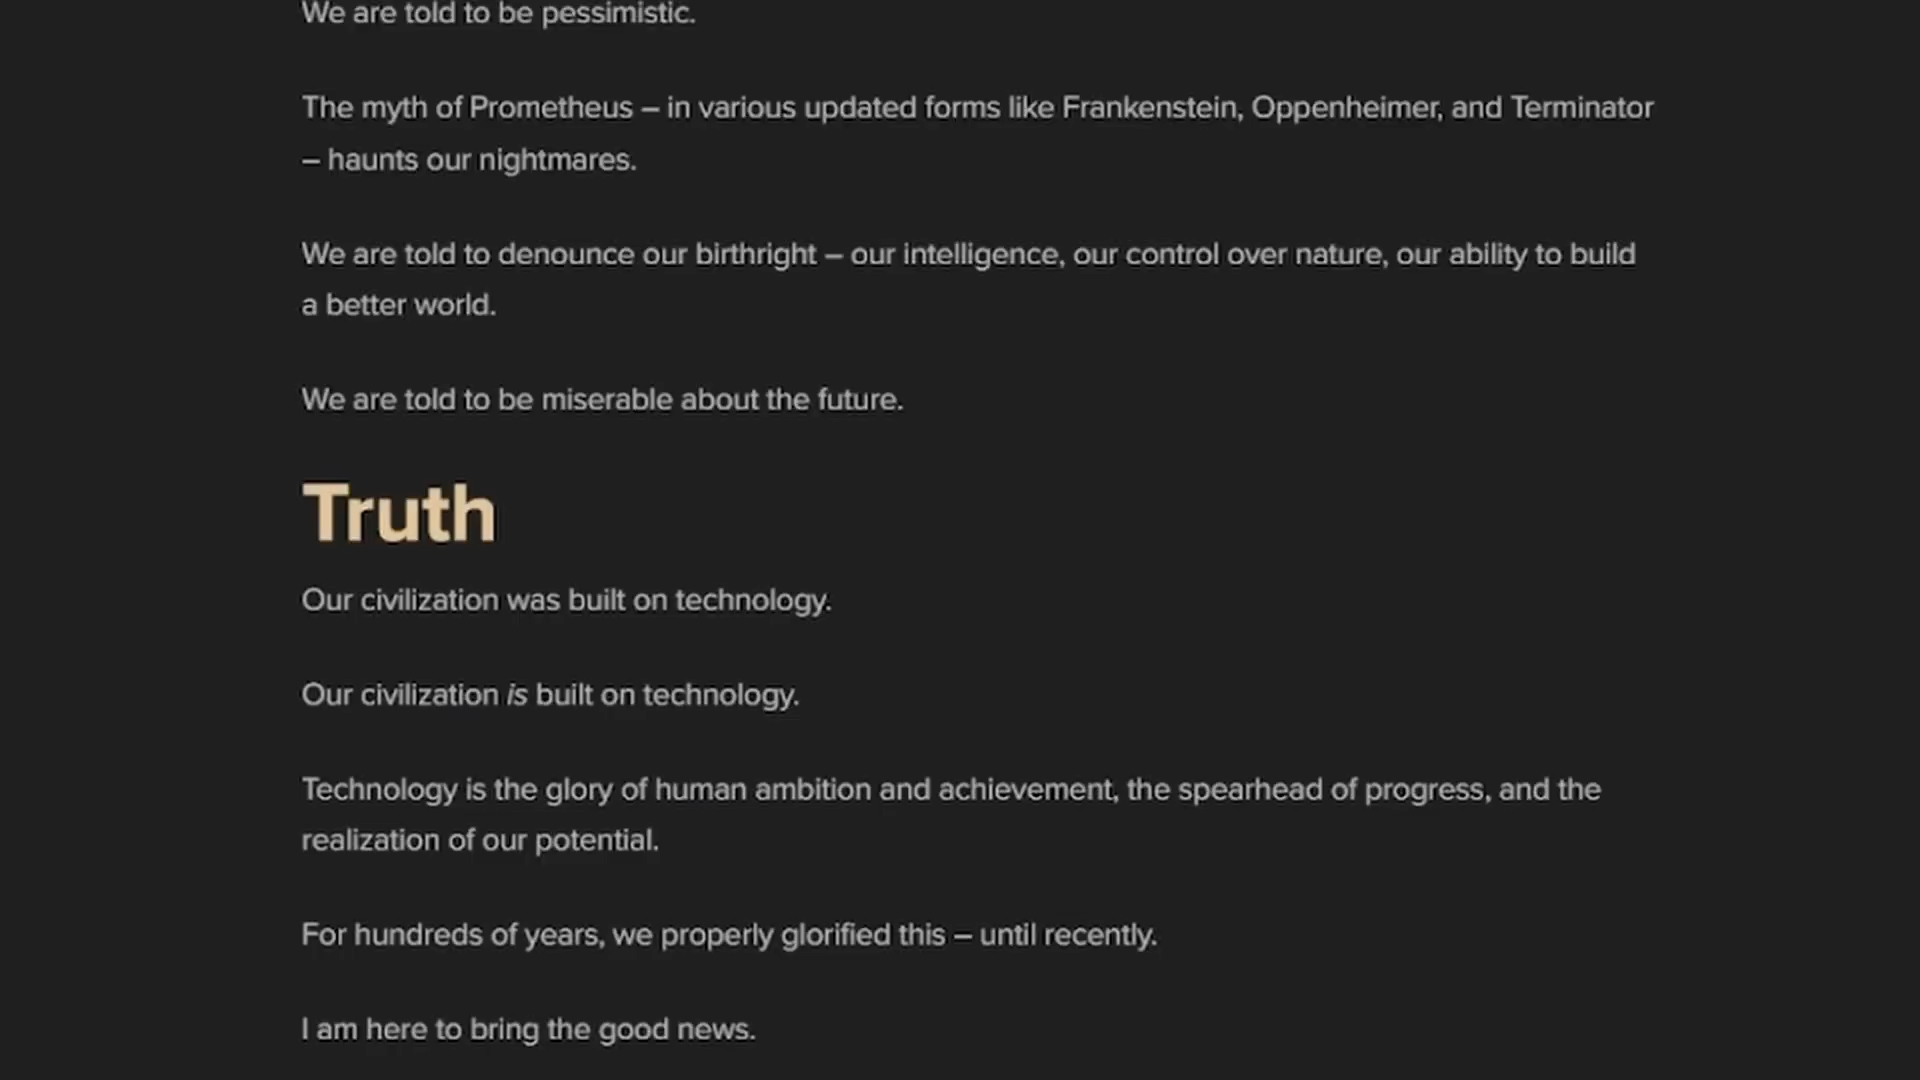 We are told to be pessimistic.
The myth of Prometheus – in various updated forms like Frankenstein, Oppenheimer, and Terminator
– haunts our nightmares.
We are told to denounce our birthright – our intelligence, our control over nature, our ability to build
a better world.
We are told to be miserable about the future.
Truth
Our civilization was built on technology.
Our civilization is built on technology.
Technology is the glory of human ambition and achievement, the spearhead of progress, and the
realization of our potential.
For hundreds of years, we properly glorified this – until recently.
I am here to bring the good news.